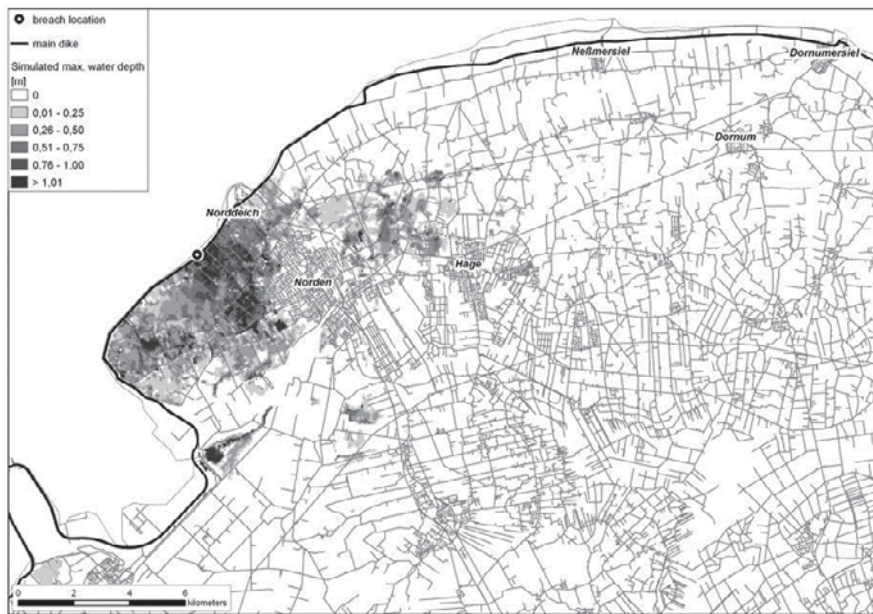 breach location
main dike
Simulated max. water depth
[m]
0
0,01 - 0,25
0,26 - 0,50
0,51 - 0,75
0,76 - 1.00
> 1,01
Neßmersiel
Dornumersiel
Dornum
Norddeich
Hage
Norden
0 2 4 6
kilometers